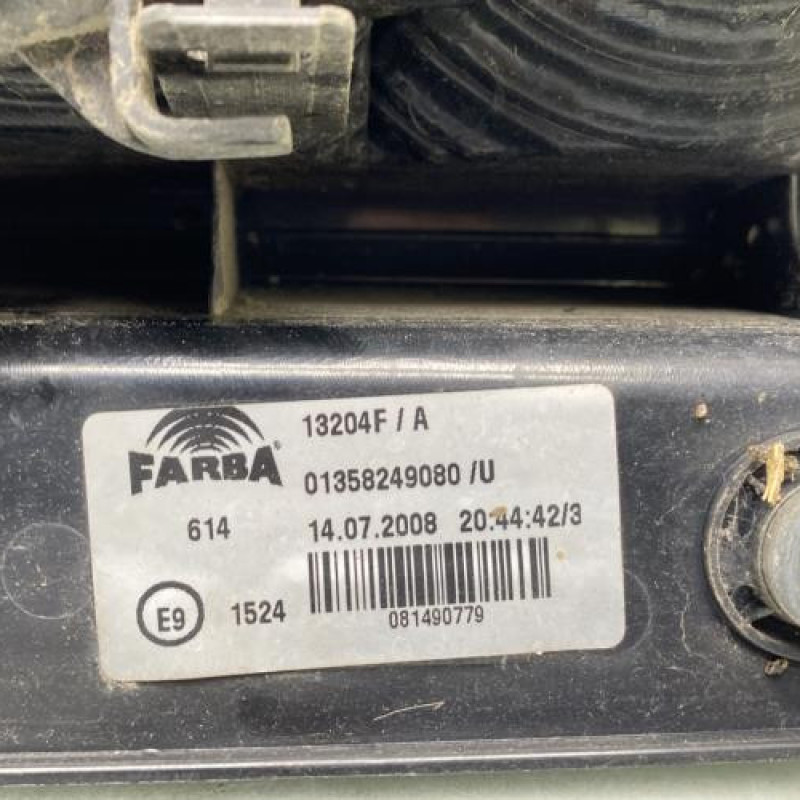 13204F / A
FARBA®
01358249080 /U
614 14.07.2008 20:44:42/3
E9 1524
081490779